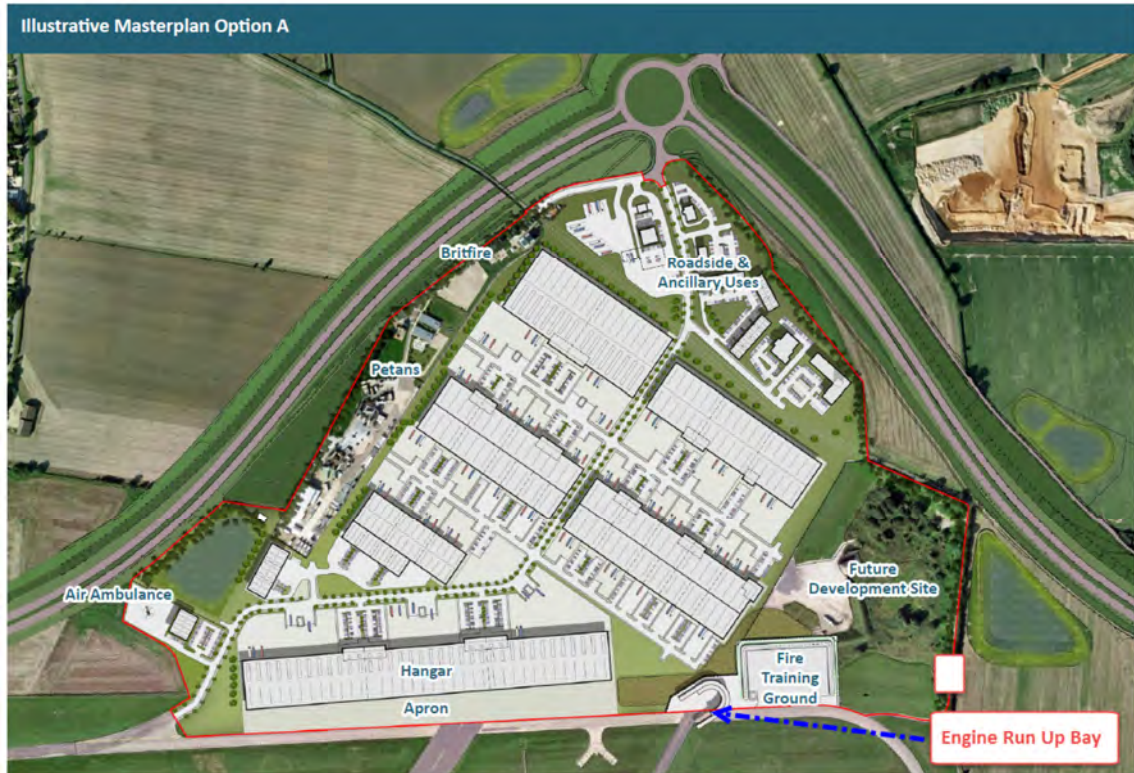 Illustrative Masterplan Option A
Britfire
Roadside &
Ancillary Uses
Petans
Air Ambulance
Future
Development Site
Hangar
Fire
Training
Ground
Apron
Engine Run Up Bay